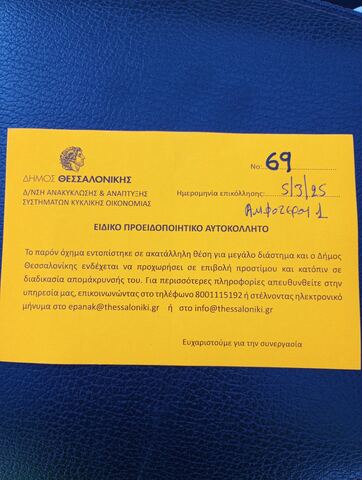 ΔΗΜΟΣ ΘΕΣΣΑΛΟΝΙΚΗΣ
Δ/ΝΣΗ ΑΝΑΚΥΚΛΩΣΗΣ & ΑΝΑΠΤΥΞΗΣ
ΣΥΣΤΗΜΑΤΩΝ ΚΥΚΛΙΚΗΣ ΟΙΚΟΝΟΜΙΑΣ
No: 69
Ημερομηνία επικόλλησης: 5/3/25
Αμφοτερου 1
ΕΙΔΙΚΟ ΠΡΟΕΙΔΟΠΟΙΗΤΙΚΟ ΑΥΤΟΚΟΛΛΗΤΟ
Το παρόν όχημα εντοπίστηκε σε ακατάλληλη θέση για μεγάλο διάστημα και ο Δήμος
Θεσσαλονίκης ενδέχεται να προχωρήσει σε επιβολή προστίμου και κατόπιν σε
διαδικασία απομάκρυνσής του. Για περισσότερες πληροφορίες απευθυνθείτε στην
υπηρεσία μας, επικοινωνώντας στο τηλέφωνο 8001115192 ή στέλνοντας ηλεκτρονικό
μήνυμα στο epanak@thessaloniki.gr ή στο info@thessaloniki.gr
Ευχαριστούμε για την συνεργασία